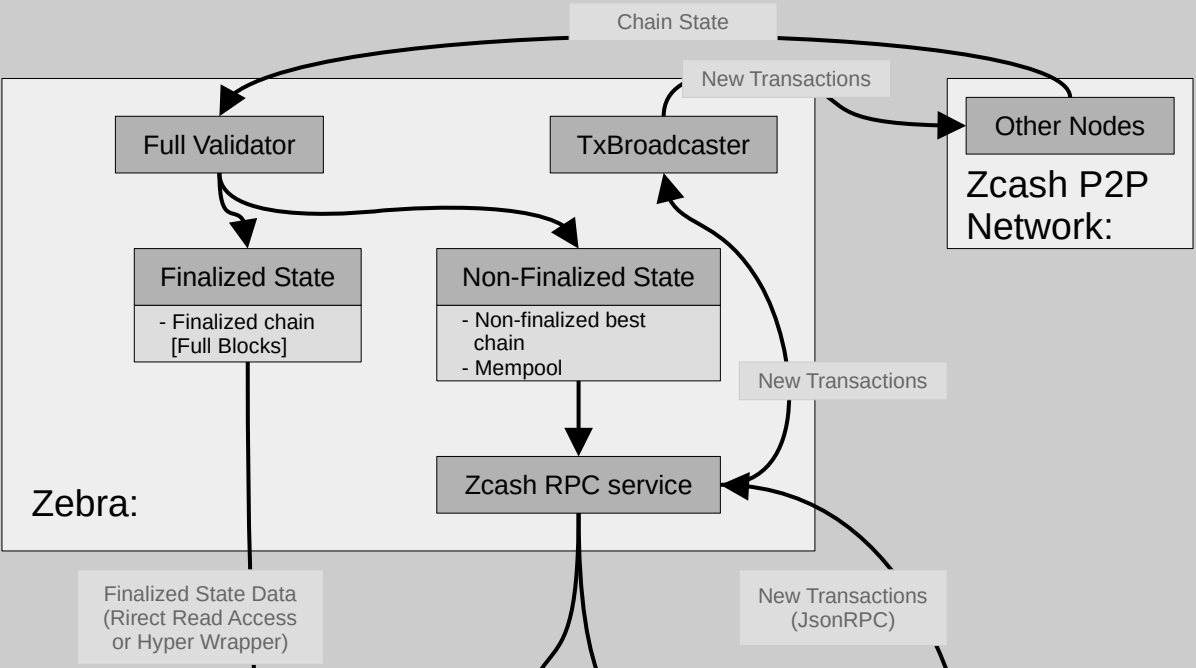 Chain State
New Transactions
Full Validator
TxBroadcaster
Other Nodes
Zcash P2P
Network:
Finalized State
- Finalized chain
[Full Blocks]
Non-Finalized State
- Non-finalized best
chain
- Mempool
New Transactions
Zcash RPC service
Zebra:
Finalized State Data
(Rirect Read Access
or Hyper Wrapper)
New Transactions
(JsonRPC)